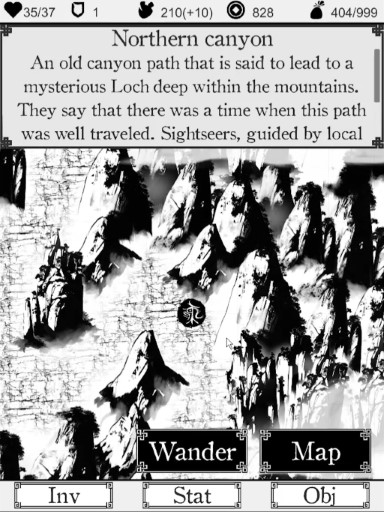 35/37 1 210(+10) 828 404/999
Northern canyon
An old canyon path that is said to lead to a
mysterious Loch deep within the mountains.
They say that there was a time when this path
was well traveled. Sightseers, guided by local
Wander Map
Inv Stat Obj